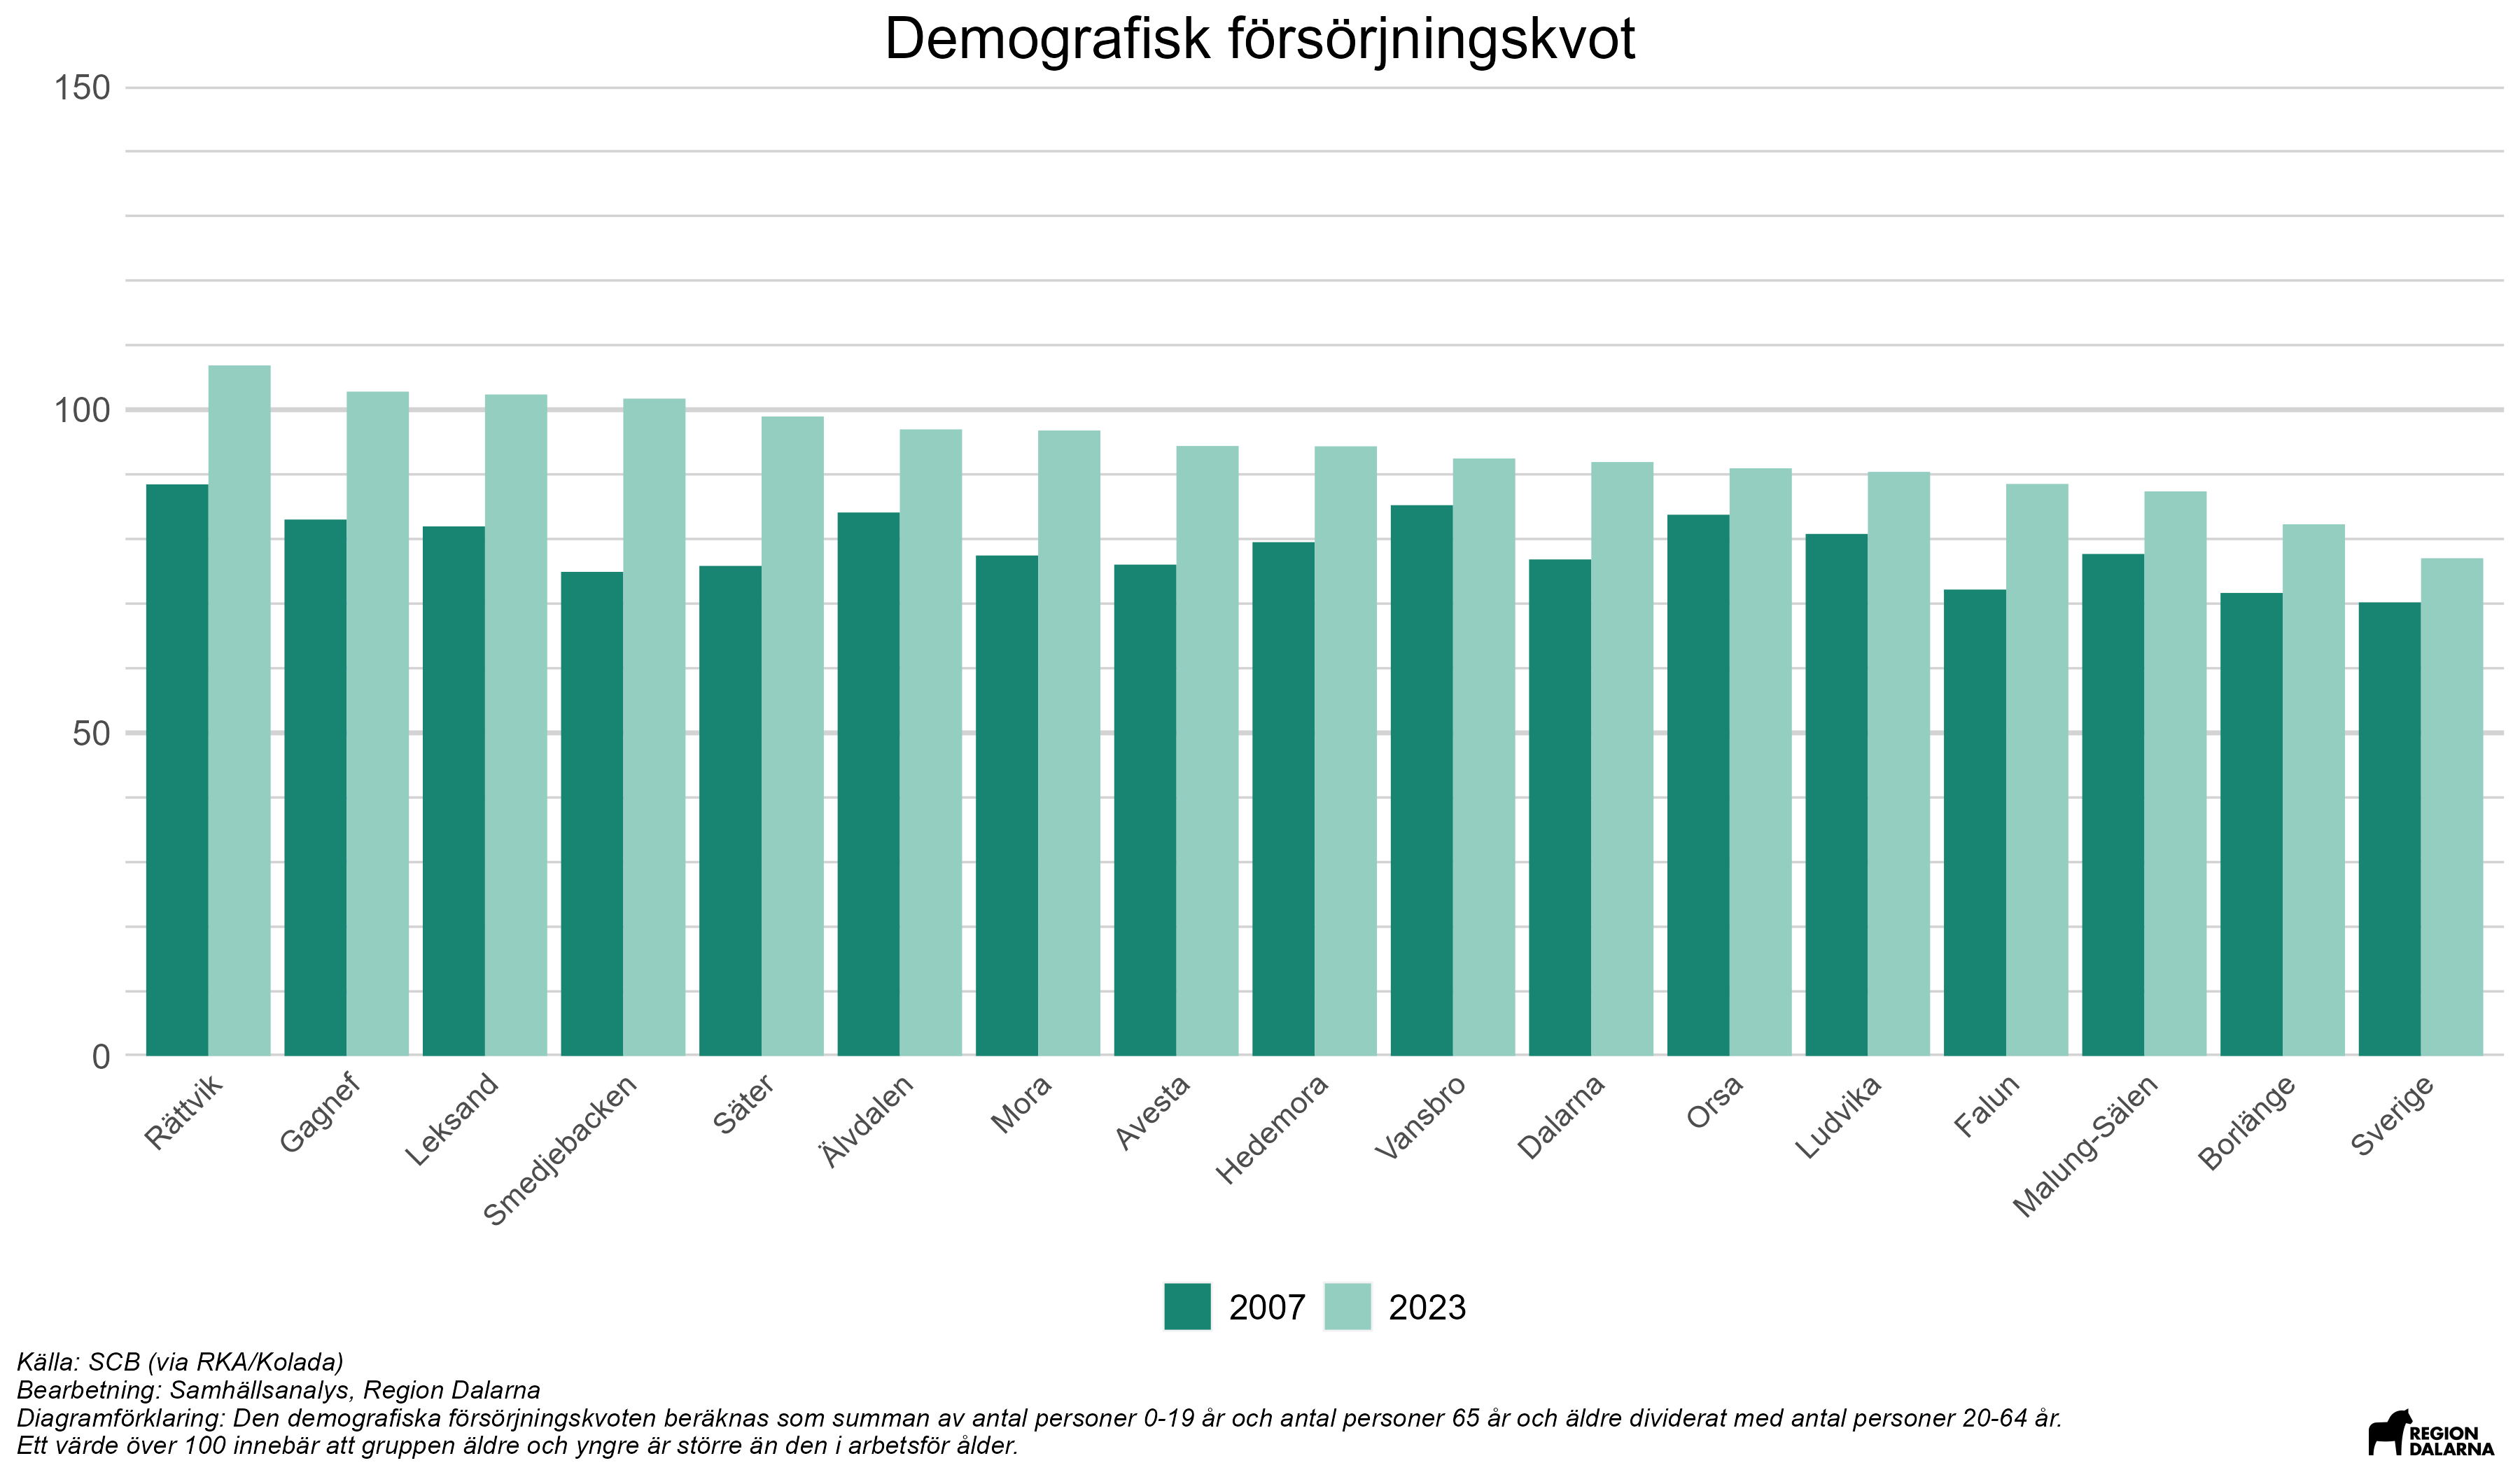 Demografisk försörjningskvot
150
100
50
0
Rättvik
Gagnef
Leksand
Smedjebacken
Säter
Älvdalen
Mora
Avesta
Hedemora
Vansbro
Dalarna
Orsa
Ludvika
Falun
Malung-Sälen
Borlänge
Sverige
2007 2023
Källa: SCB (via RKA/Kolada)
Bearbetning: Samhällsanalys, Region Dalarna
Diagramförklaring: Den demografiska försörjningskvoten beräknas som summan av antal personer 0-19 år och antal personer 65 år och äldre dividerat med antal personer 20-64 år.
Ett värde över 100 innebär att gruppen äldre och yngre är större än den i arbetsför ålder.
REGION
DALARNA